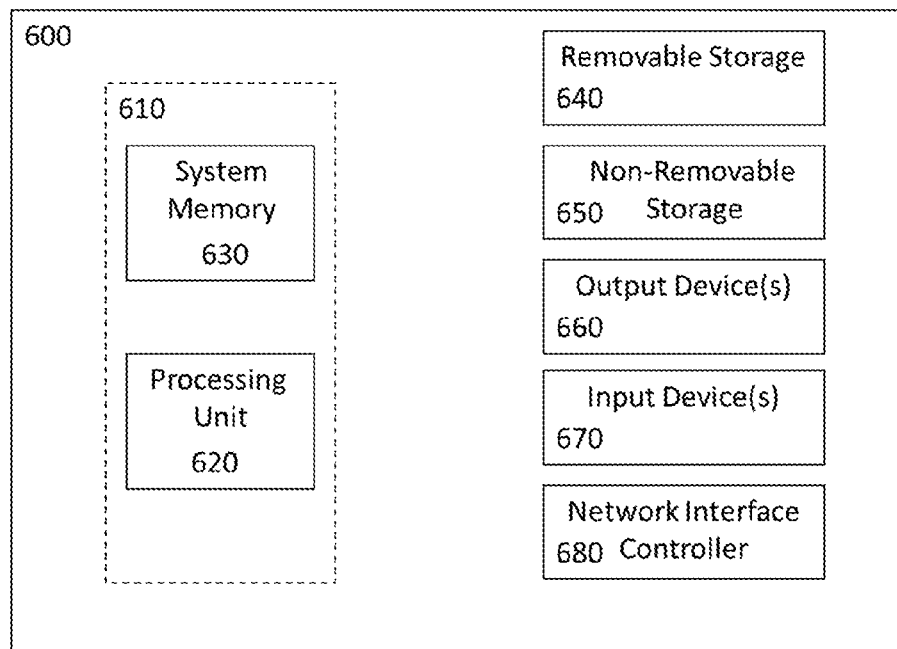 600
610
System
Memory
630
Processing
Unit
620
Removable Storage
640
Non-Removable
650 Storage
Output Device(s)
660
Input Device(s)
670
Network Interface
680 Controller